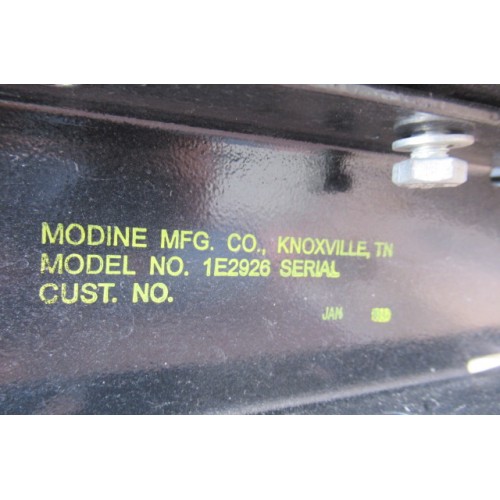 MODINE MFG. CO., KNOXVILLE, TN
MODEL NO. 1E2926 SERIAL
CUST. NO.
JAN